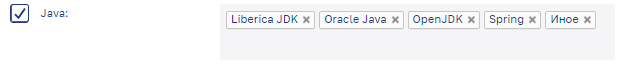 Java: Liberica JDK × Oracle Java × OpenJDK × Spring × Иное ×